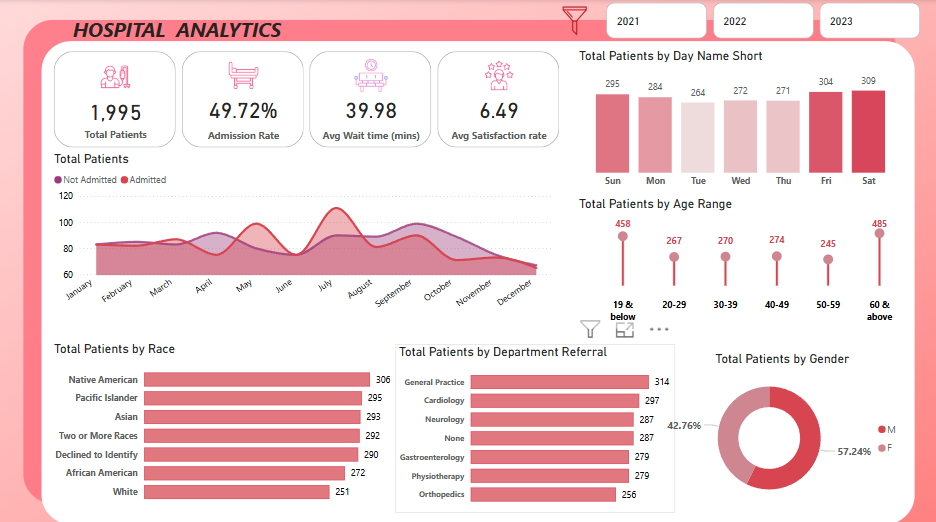 HOSPITAL ANALYTICS
2021
2022
2023
1,995
Total Patients
49.72%
Admission Rate
39.98
Avg Wait time (mins)
6.49
Avg Satisfaction rate
Total Patients
Not Admitted Admitted
120
100
80
60
January
February
March
April
May
June
July
August
September
October
November
December
Total Patients by Day Name Short
295 284 264 272 271 304 309
Sun Mon Tue Wed Thu Fri Sat
Total Patients by Age Range
458 267 270 274 245 485
19 & below
20-29
30-39
40-49
50-59
60 & above
Total Patients by Race
Native American 306
Pacific Islander 295
Asian 293
Two or More Races 292
Declined to Identify 290
African American 272
White 251
Total Patients by Department Referral
General Practice 314
Cardiology 297
Neurology 287
None 287
Gastroenterology 279
Physiotherapy 279
Orthopedics 256
Total Patients by Gender
42.76%
57.24%
M
F